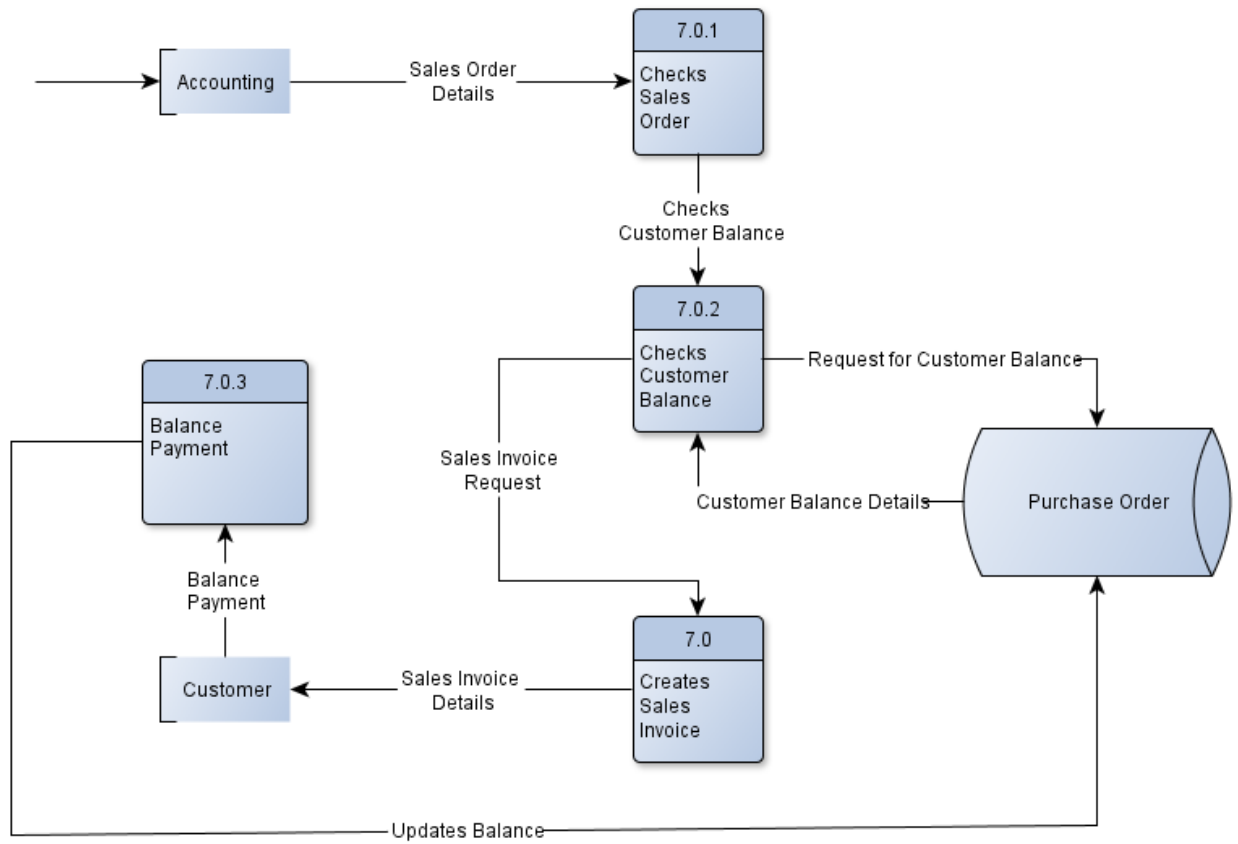 7.0.1
Accounting
Sales Order
Details
Checks
Sales
Order
Checks
Customer Balance
7.0.2
Checks
Customer
Balance
Request for Customer Balance
7.0.3
Balance
Payment
Sales Invoice
Request
Customer Balance Details
Purchase Order
Balance
Payment
7.0
Customer
Sales Invoice
Details
Creates
Sales
Invoice
Updates Balance